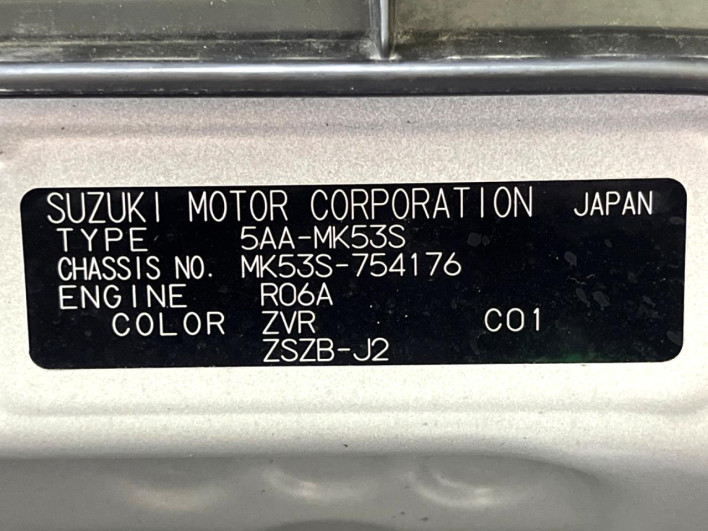 SUZUKI MOTOR CORPORATION JAPAN
TYPE 5AA-MK53S
CHASSIS NO. MK53S-754176
ENGINE R06A
COLOR ZVR C01
ZSZB-J2